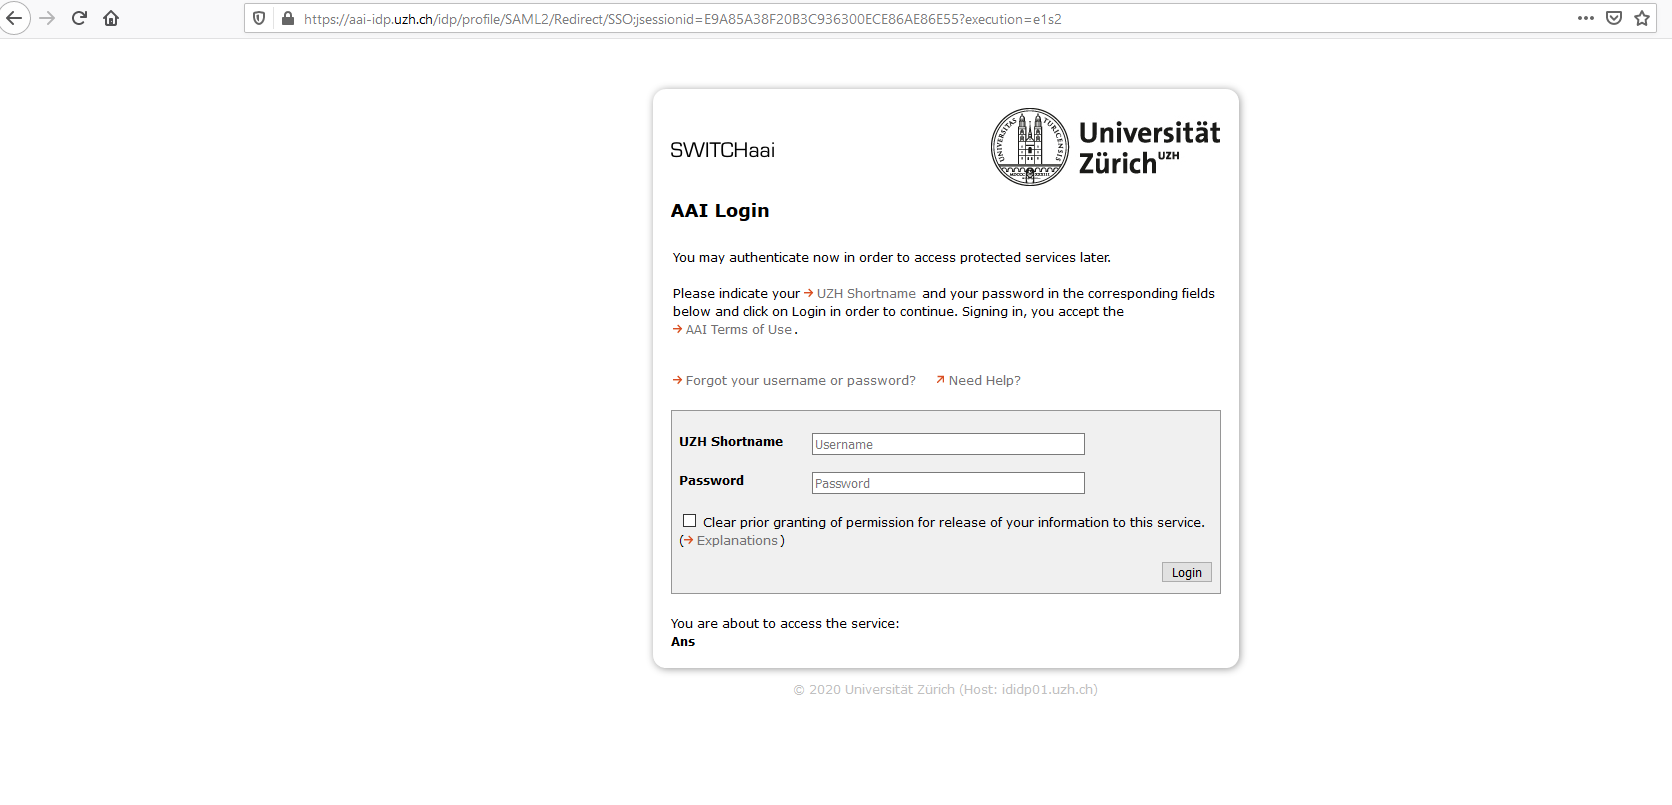 https://aai-idp.uzh.ch/idp/profile/SAML2/Redirect/SSO;jsessionid=E9A85A38F20B3C936300ECE86AE86E55?execution=e1s2
SWITCHaai
UNIVERSITAS TURICENSIS
Universität
Zürich UZH
AAI Login
You may authenticate now in order to access protected services later.
Please indicate your UZH Shortname and your password in the corresponding fields
below and click on Login in order to continue. Signing in, you accept the
AAI Terms of Use.
Forgot your username or password? Need Help?
UZH Shortname Username
Password Password
Clear prior granting of permission for release of your information to this service.
(Explanations)
Login
You are about to access the service:
Ans
© 2020 Universität Zürich (Host: ididp01.uzh.ch)